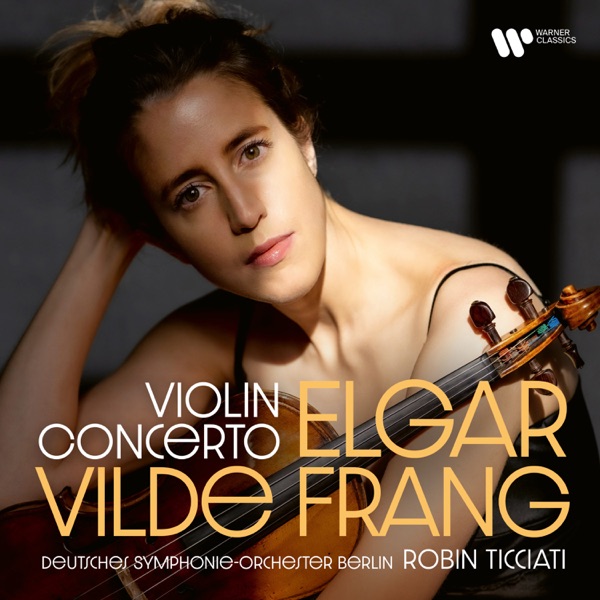 WARNER
CLASSICS
VIOLIN
CONCERTO
ELGAR
VILDE FRANG
DEUTSCHES SYMPHONIE-ORCHESTER BERLIN ROBIN TICCIATI